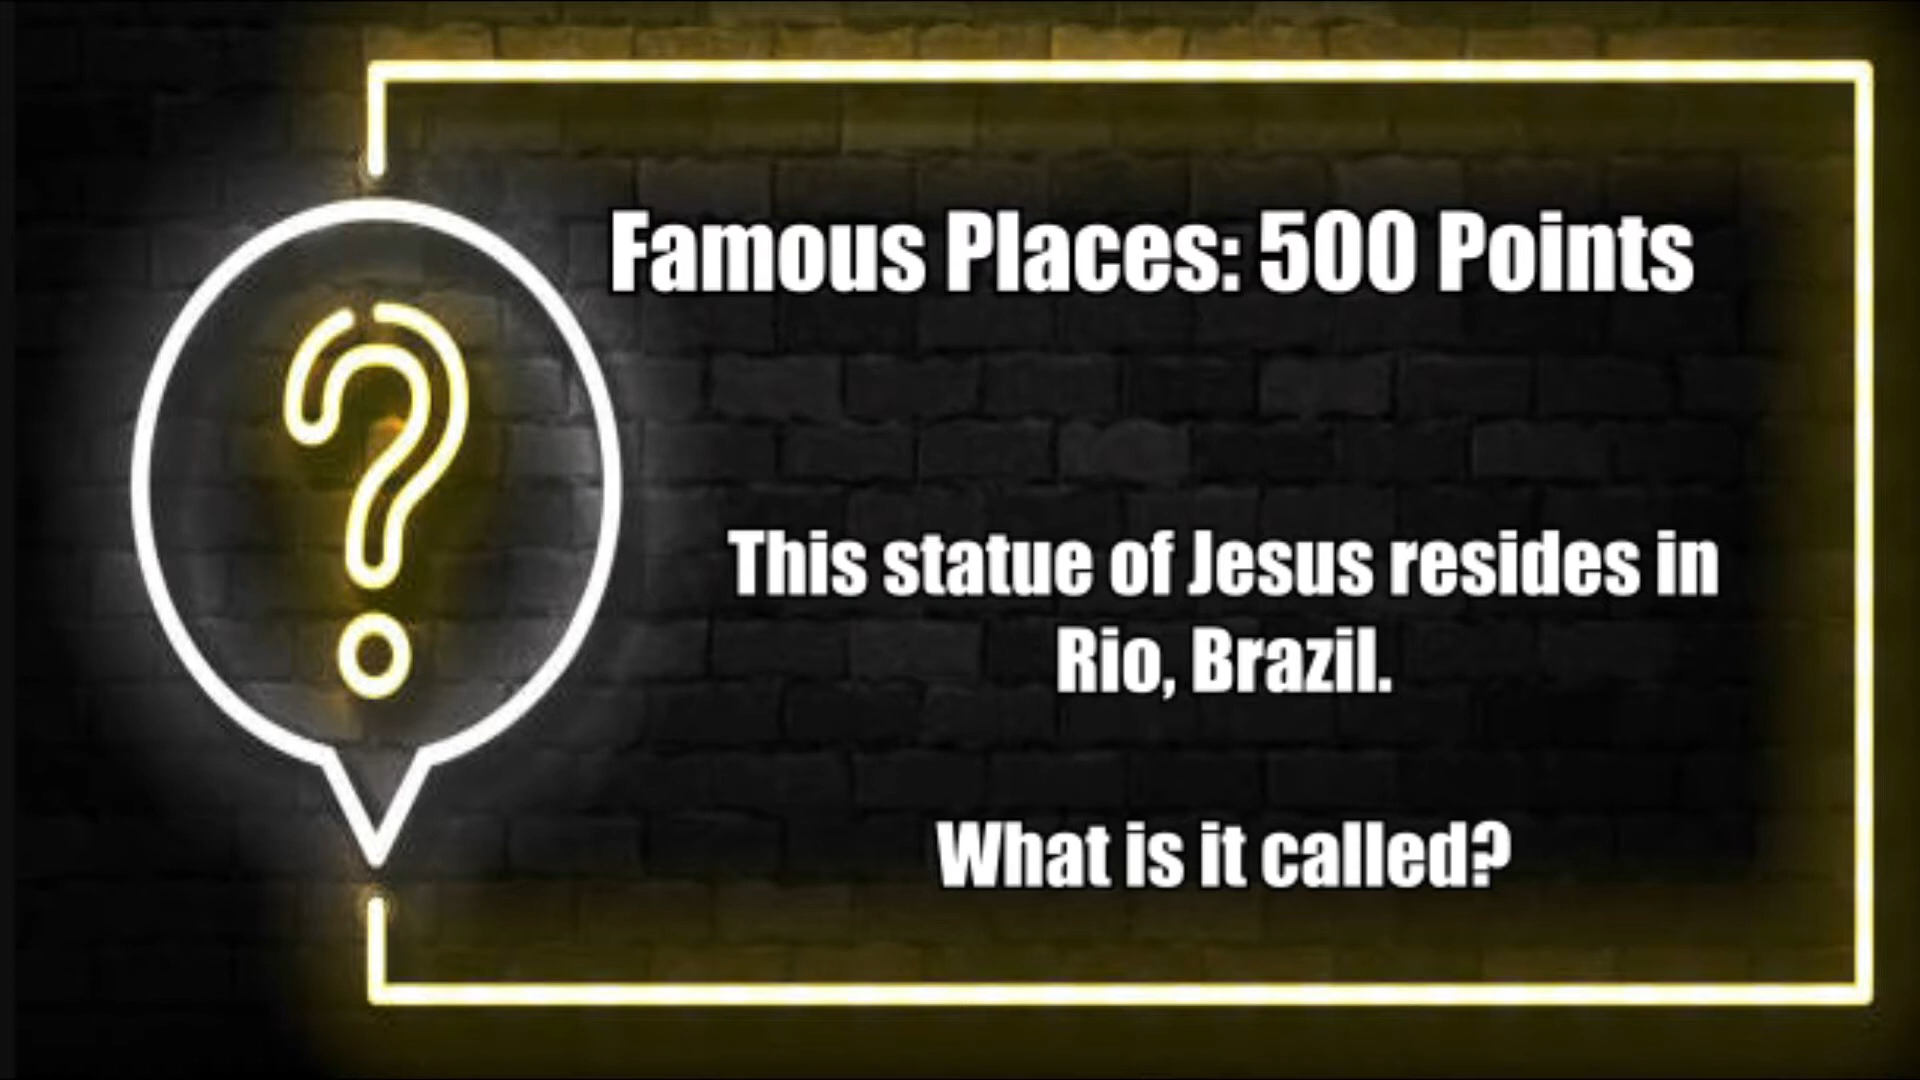 Famous Places: 500 Points
This statue of Jesus resides in
Rio, Brazil.
What is it called?